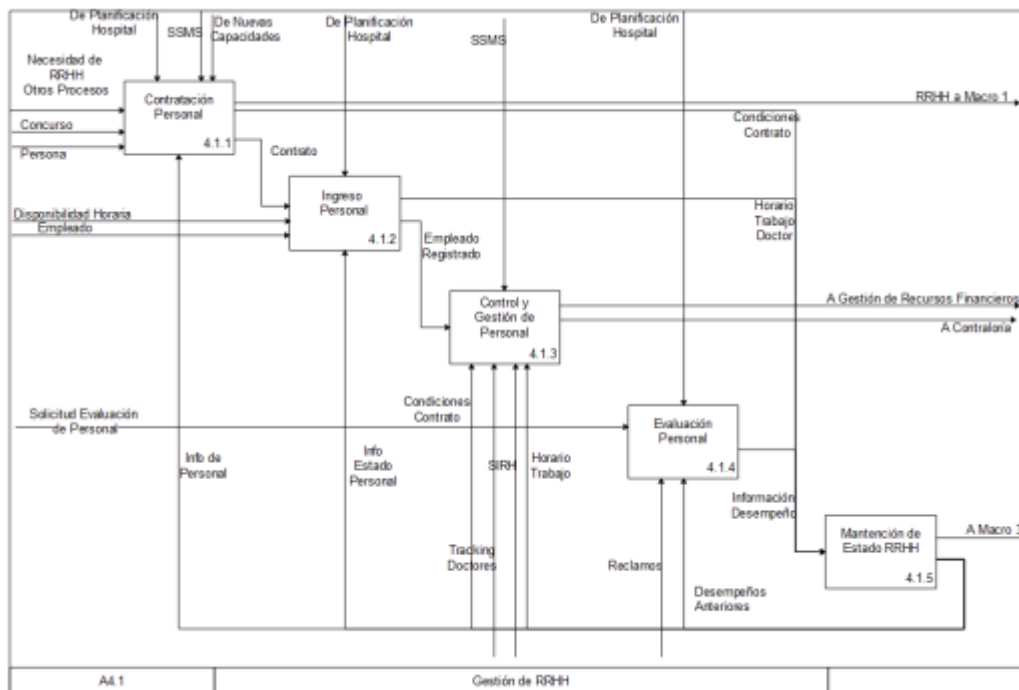 De Planificación
Hospital
SSMS
De Nuevas
Capacidades
De Planificación
Hospital
SSMS
De Planificación
Hospital
Necesidad de
RRHH
Otros Procesos
Concurso
Persona
Contratación
Personal
4.1.1
RRHH a Macro 1
Condiciones
Contrato
Contrato
Disponibilidad Horaria
Empleado
Ingreso
Personal
4.1.2
Horario
Trabajo
Doctor
Empleado
Registrado
Control y
Gestión de
Personal
4.1.3
A Gestión de Recursos Financieros
A Contraloría
Solicitud Evaluación
de Personal
Condiciones
Contrato
Evaluación
Personal
4.1.4
Info de
Personal
Info
Estado
Personal
SIRH
Horario
Trabajo
Información
Desempeño
Mantención de
Estado RRHH
4.1.5
A Macro
Tracking
Doctores
Reclamos
Desempeños
Anteriores
A4.1
Gestión de RRHH